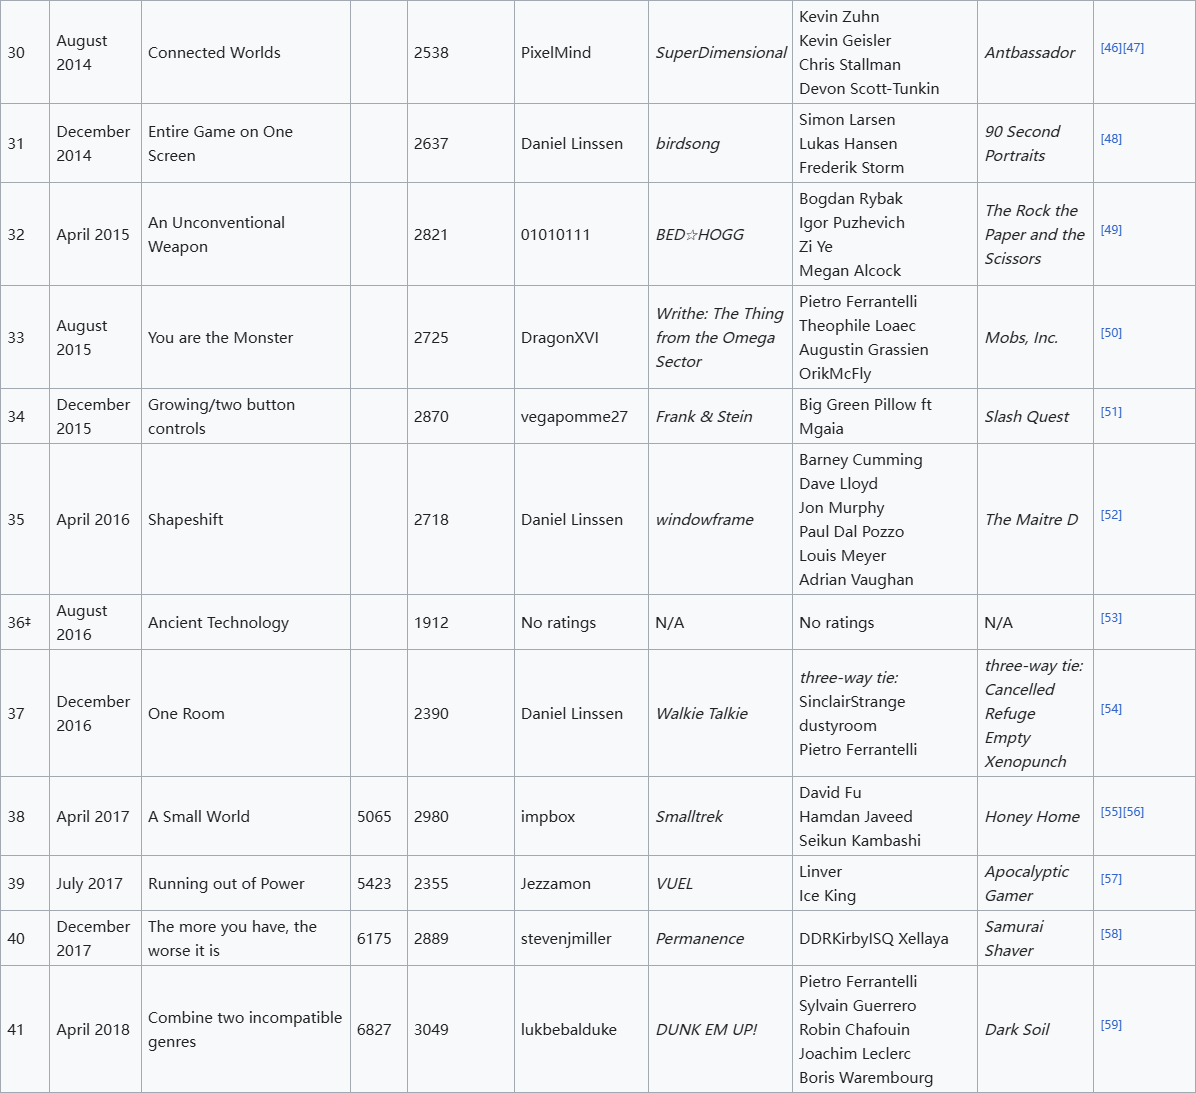 30
August
2014
Connected Worlds
2538
PixelMind
SuperDimensional
Kevin Zuhn
Kevin Geisler
Chris Stallman
Devon Scott-Tunkin
Antbassador
[46][47]
31
December
2014
Entire Game on One
Screen
2637
Daniel Linssen
birdsong
Simon Larsen
Lukas Hansen
Frederik Storm
90 Second
Portraits
[48]
32
April 2015
An Unconventional
Weapon
2821
01010111
BED☆HOGG
Bogdan Rybak
Igor Puzhevich
Zi Ye
Megan Alcock
The Rock the
Paper and the
Scissors
[49]
33
August
2015
You are the Monster
2725
DragonXVI
Writhe: The Thing
from the Omega
Sector
Pietro Ferrantelli
Theophile Loaec
Augustin Grassien
OrikMcFly
Mobs, Inc.
[50]
34
December
2015
Growing/two button
controls
2870
vegapomme27
Frank & Stein
Big Green Pillow ft
Mgaia
Slash Quest
[51]
35
April 2016
Shapeshift
2718
Daniel Linssen
windowframe
Barney Cumming
Dave Lloyd
Jon Murphy
Paul Dal Pozzo
Louis Meyer
Adrian Vaughan
The Maitre D
[52]
36‡
August
2016
Ancient Technology
1912
No ratings
N/A
No ratings
N/A
[53]
37
December
2016
One Room
2390
Daniel Linssen
Walkie Talkie
three-way tie:
SinclairStrange
dustyroom
Pietro Ferrantelli
three-way tie:
Cancelled
Refuge
Empty
Xenopunch
[54]
38
April 2017
A Small World
5065
2980
impbox
Smalltrek
David Fu
Hamdan Javeed
Seikun Kambashi
Honey Home
[55][56]
39
July 2017
Running out of Power
5423
2355
Jezzamon
VUEL
Linver
Ice King
Apocalyptic
Gamer
[57]
40
December
2017
The more you have, the
worse it is
6175
2889
stevenjmiller
Permanence
DDRKirbyISQ Xellaya
Samurai
Shaver
[58]
41
April 2018
Combine two incompatible
genres
6827
3049
lukbebalduke
DUNK EM UP!
Pietro Ferrantelli
Sylvain Guerrero
Robin Chafouin
Joachim Leclerc
Boris Warembourg
Dark Soil
[59]